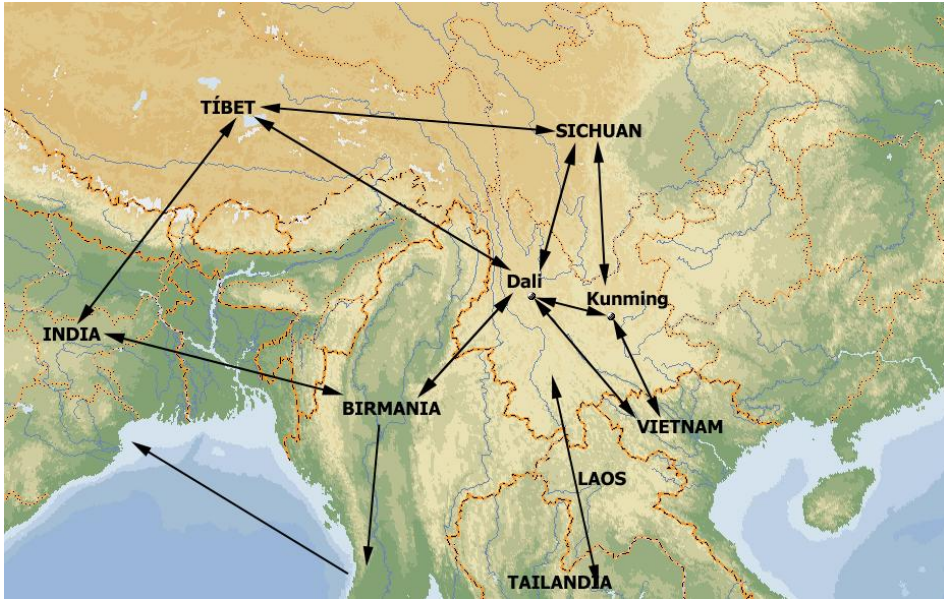 TÍBET
SICHUAN
Dali
Kunming
INDIA
BIRMANIA
VIETNAM
LAOS
TAILANDIA